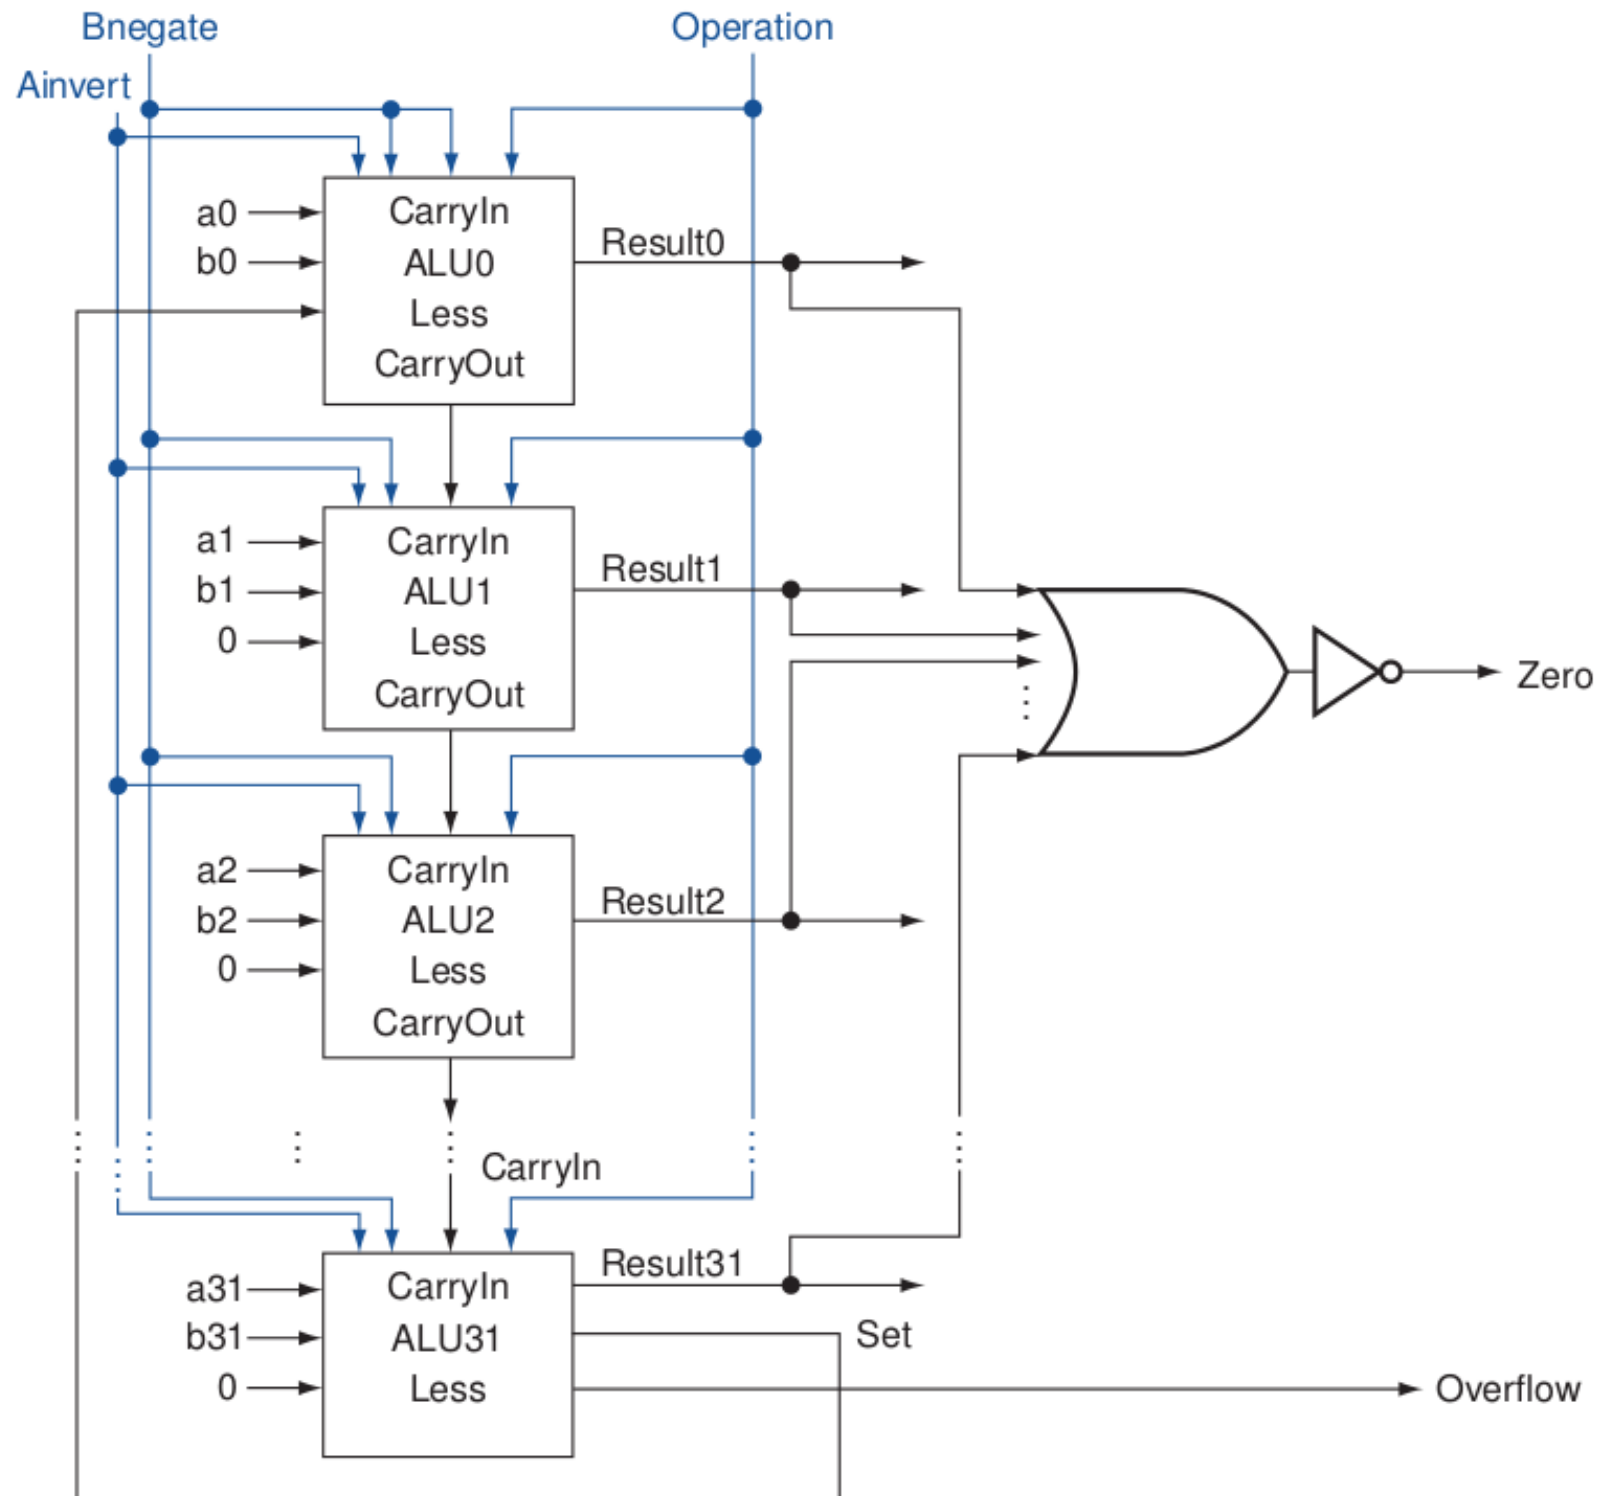 Bnegate
Operation
Ainvert
a0
CarryIn
b0
ALU0
Result0
Less
CarryOut
a1
CarryIn
b1
ALU1
Result1
0
Less
CarryOut
Zero
a2
CarryIn
b2
ALU2
Result2
0
Less
CarryOut
CarryIn
a31
CarryIn
Result31
b31
ALU31
Set
0
Less
Overflow